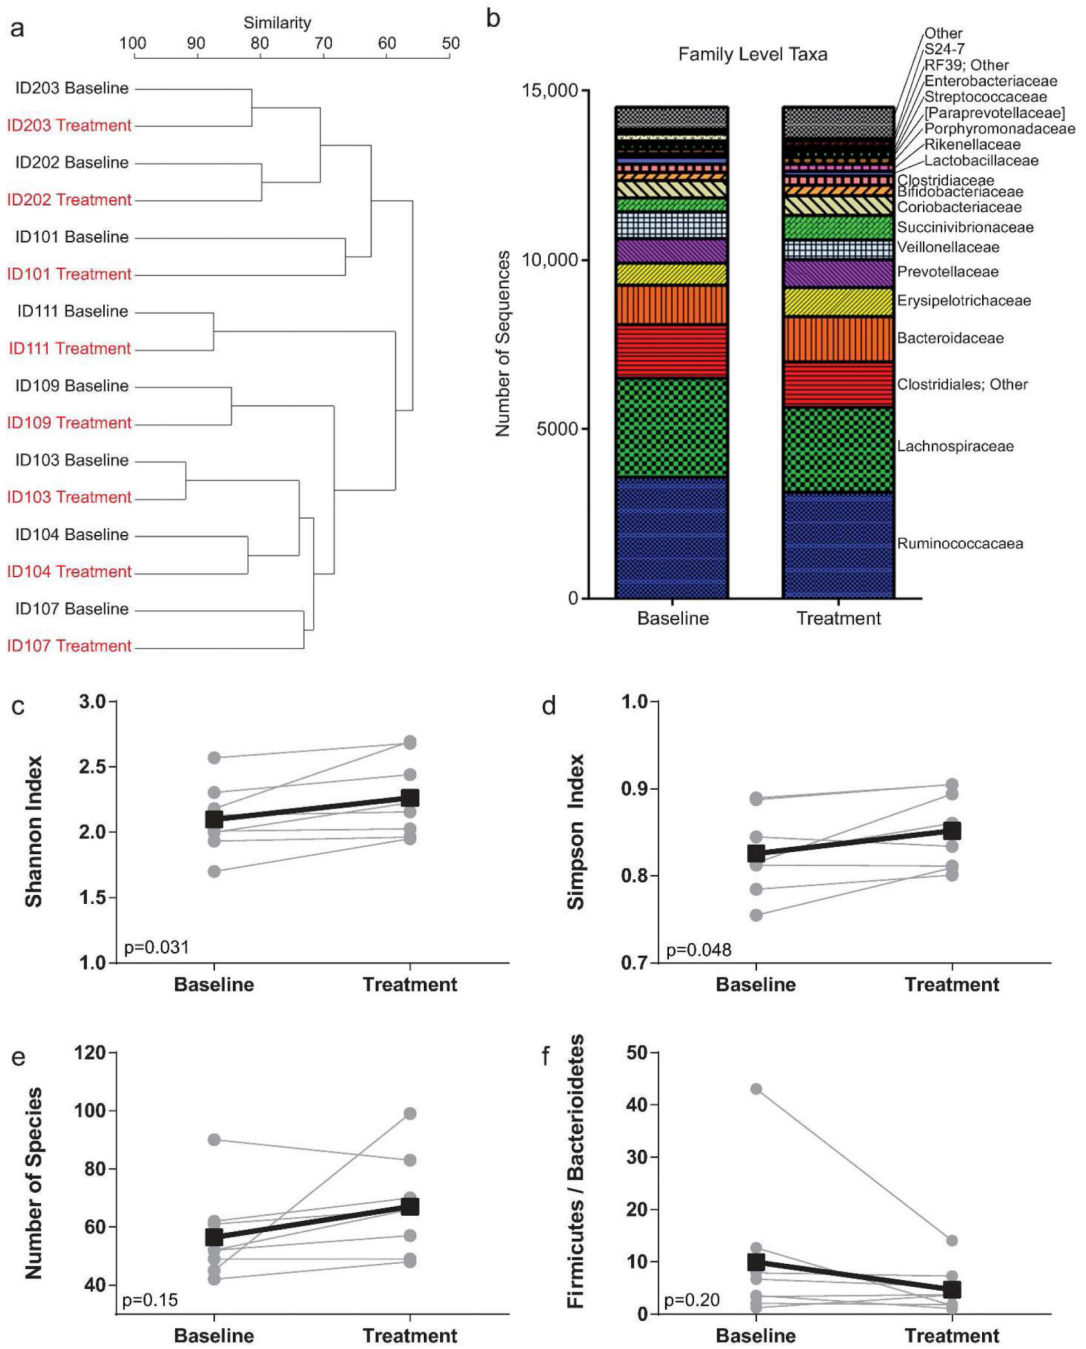 a
Similarity
100 90 80 70 60 50
ID203 Baseline
ID203 Treatment
ID202 Baseline
ID202 Treatment
ID101 Baseline
ID101 Treatment
ID111 Baseline
ID111 Treatment
ID109 Baseline
ID109 Treatment
ID103 Baseline
ID103 Treatment
ID104 Baseline
ID104 Treatment
ID107 Baseline
ID107 Treatment
b
Family Level Taxa
Number of Sequences
15,000
10,000
5000
0
Baseline Treatment
Other
S24-7
RF39; Other
Enterobacteriaceae
Streptococcaceae
[Paraprevotellaceae]
Porphyromonadaceae
Rikenellaceae
Lactobacillaceae
Clostridiaceae
Bifidobacteriaceae
Coriobacteriaceae
Succinivibrionaceae
Veillonellaceae
Prevotellaceae
Erysipelotrichaceae
Bacteroidaceae
Clostridiales; Other
Lachnospiraceae
Ruminococcacaea
c
Shannon Index
3.0
2.5
2.0
1.5
1.0
p=0.031
Baseline Treatment
d
Simpson Index
1.0
0.9
0.8
0.7
p=0.048
Baseline Treatment
e
Number of Species
120
100
80
60
40
p=0.15
Baseline Treatment
f
Firmicutes / Bacterioidetes
50
40
30
20
10
0
p=0.20
Baseline Treatment